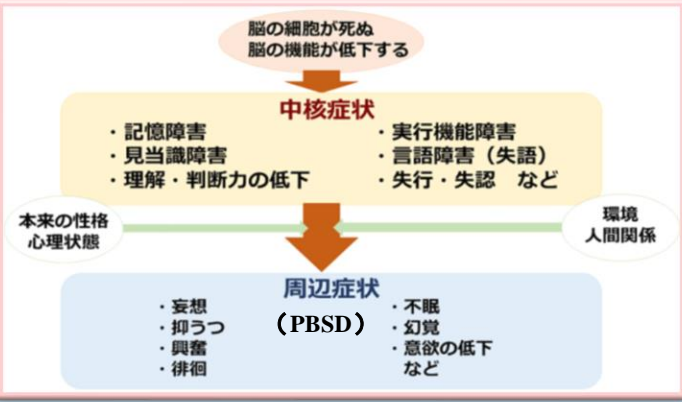 脳の細胞が死ぬ
脳の機能が低下する
中核症状
・記憶障害
・見当識障害
・理解・判断力の低下
・実行機能障害
・言語障害（失語）
・失行・失認　など
本来の性格
心理状態
環境
人間関係
周辺症状
（PBSD）
・妄想
・抑うつ
・興奮
・徘徊
・不眠
・幻覚
・意欲の低下
など